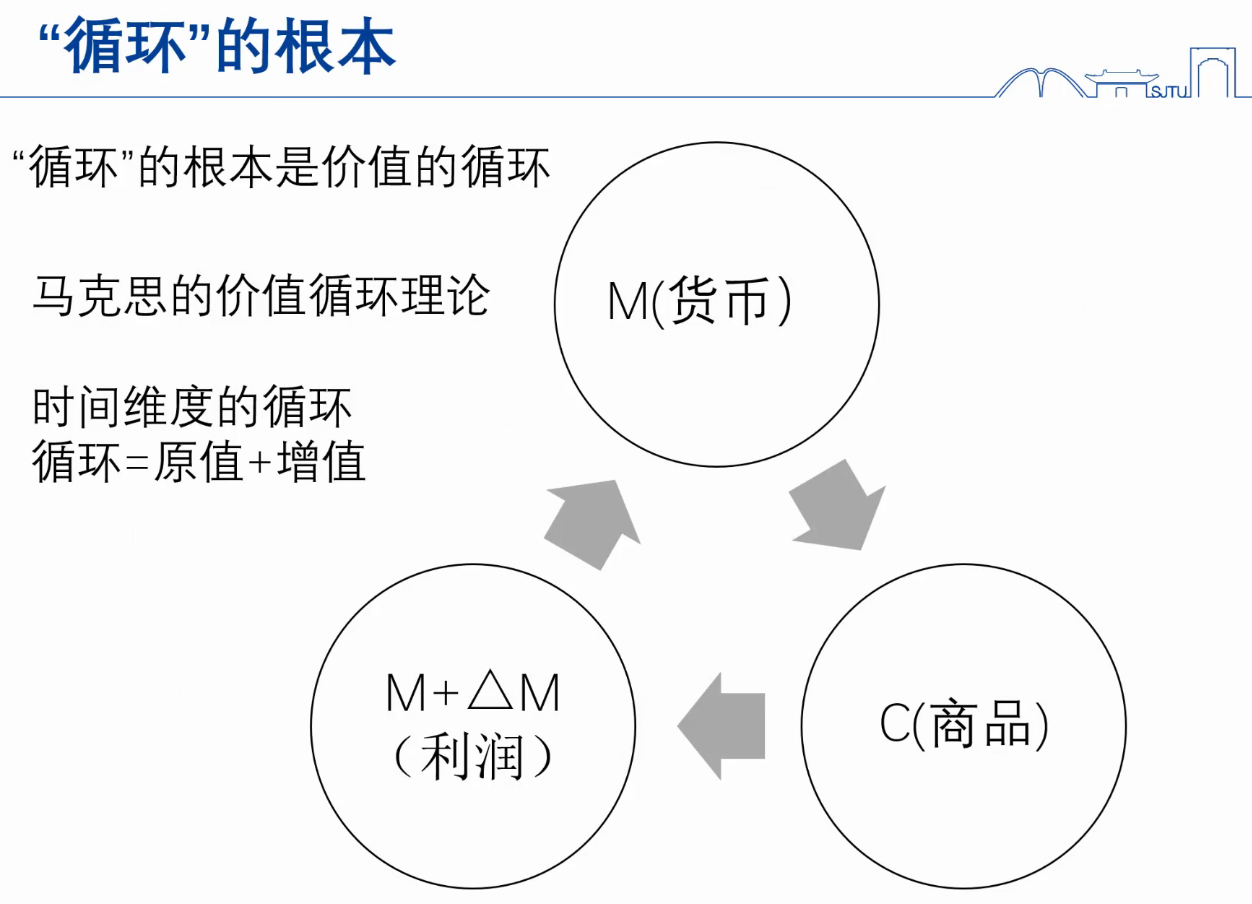 “循环”的根本
SJTU
“循环”的根本是价值的循环
马克思的价值循环理论
时间维度的循环
循环=原值+增值
M(货币）
M+△M
（利润）
C(商品)